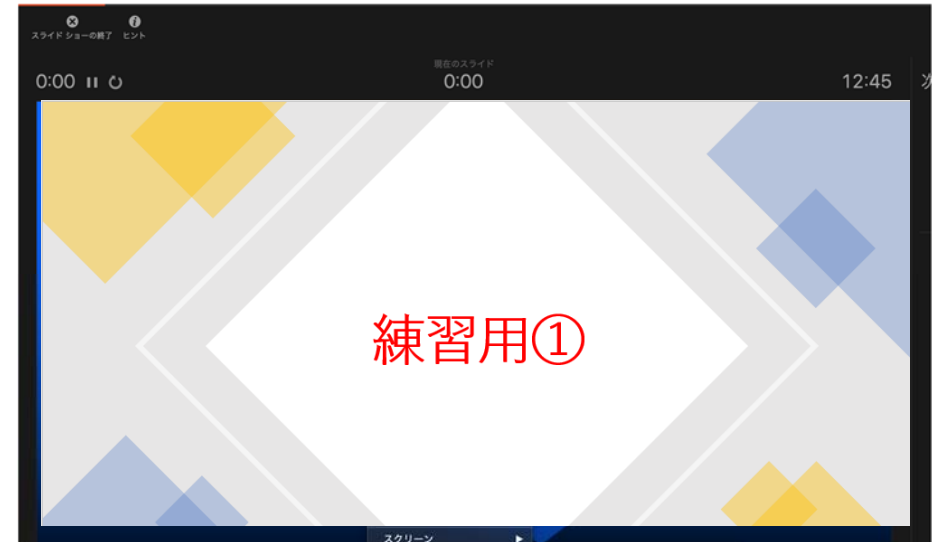 スライド ショーの終了 ヒント
現在のスライド
0:00 0:00 12:45 次
練習用①
スクリーン